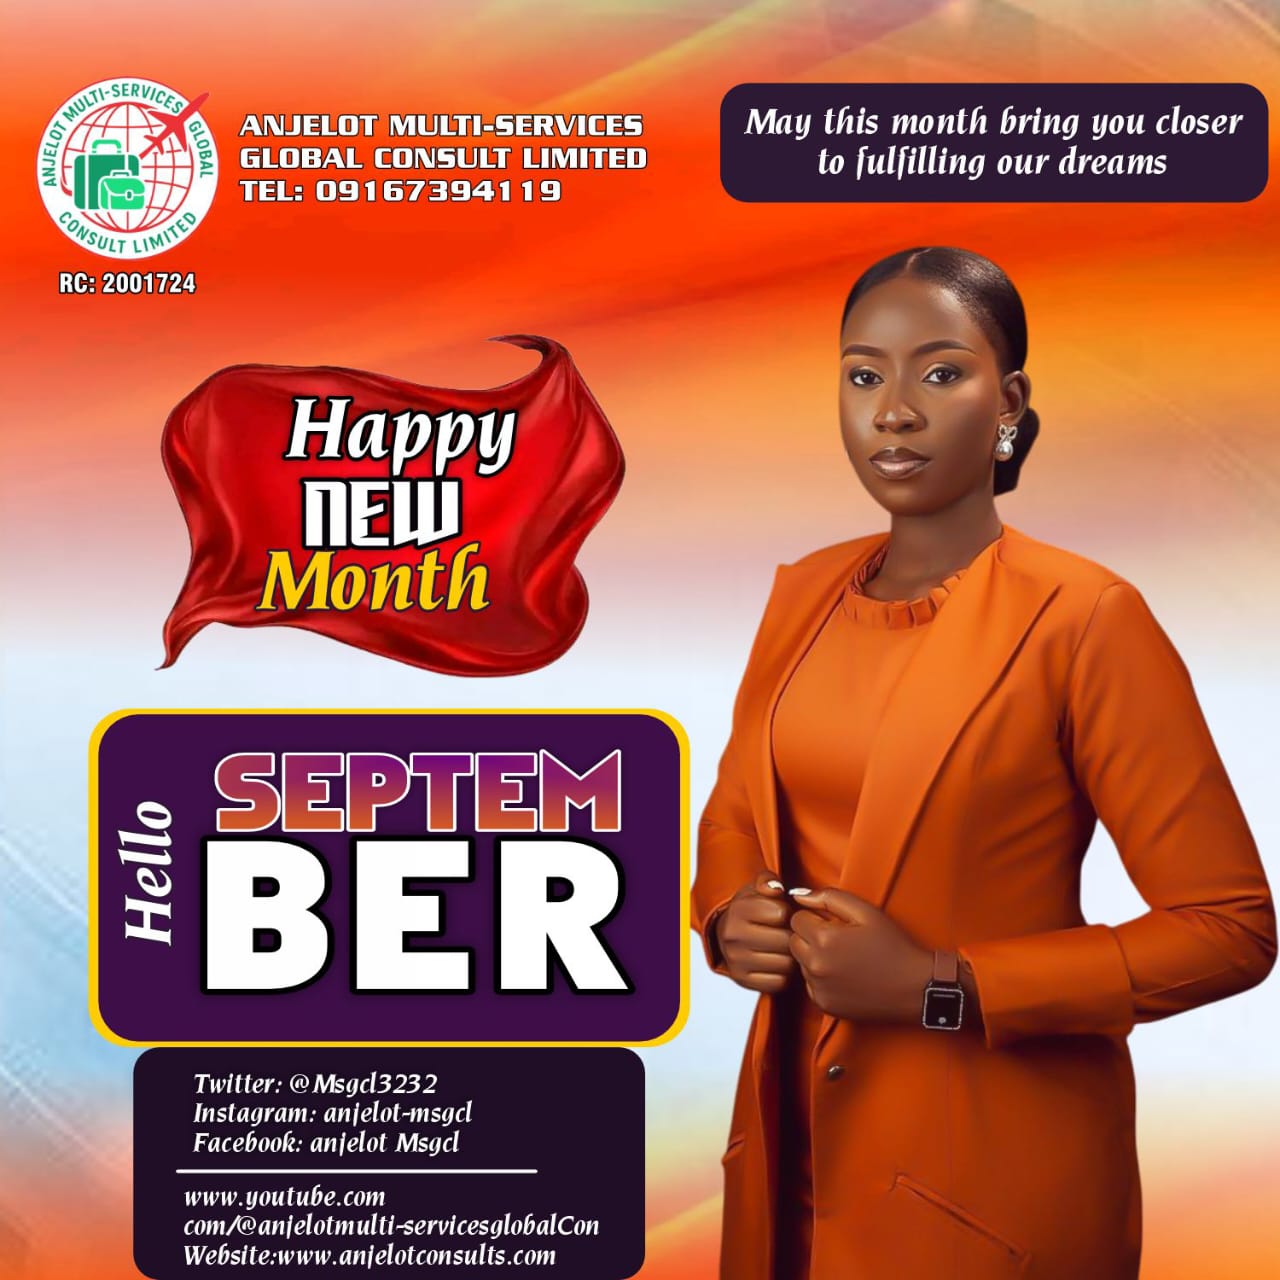 ANJELOT MULTI-SERVICES GLOBAL
CONSULT LIMITED
RC: 2001724
ANJELOT MULTI-SERVICES
GLOBAL CONSULT LIMITED
TEL: 09167394119
May this month bring you closer
to fulfilling our dreams
Happy
NEW
Month
Hello
SEPTEM
BER
Twitter: @Msgcl3232
Instagram: anjelot-msgcl
Facebook: anjelot Msgcl
www.youtube.com
com/@anjelotmulti-servicesglobalCon
Website:www.anjelotconsults.com